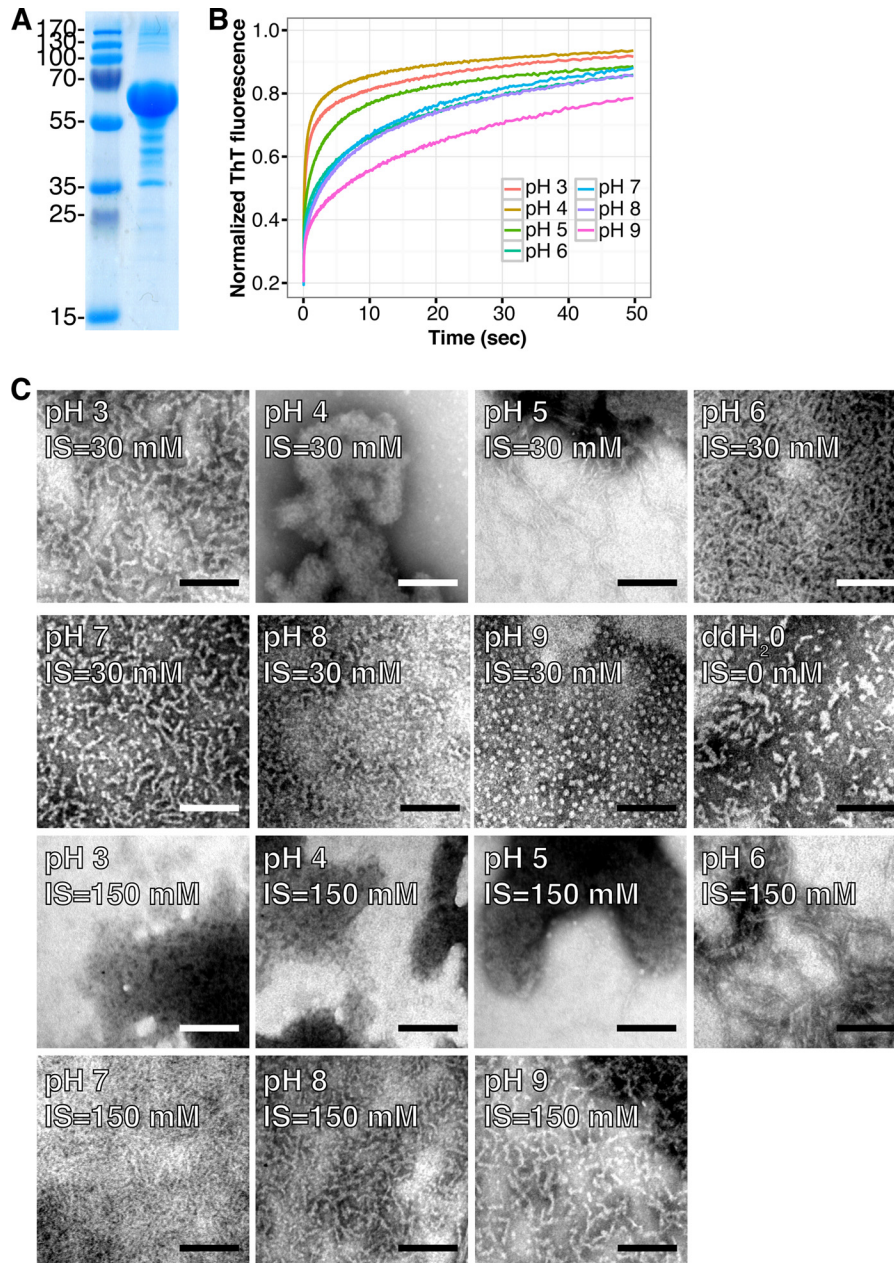 A
170-
130-
100-
70-
55-
35-
25-
15-
B
Normalized ThT fluorescence
1.0
0.8
0.6
0.4
0.2
0
10
20
30
40
50
Time (sec)
pH 3
pH 4
pH 5
pH 6
pH 7
pH 8
pH 9
C
pH 3
IS=30 mM
pH 4
IS=30 mM
pH 5
IS=30 mM
pH 6
IS=30 mM
pH 7
IS=30 mM
pH 8
IS=30 mM
pH 9
IS=30 mM
ddH₂0
IS=0 mM
pH 3
IS=150 mM
pH 4
IS=150 mM
pH 5
IS=150 mM
pH 6
IS=150 mM
pH 7
IS=150 mM
pH 8
IS=150 mM
pH 9
IS=150 mM